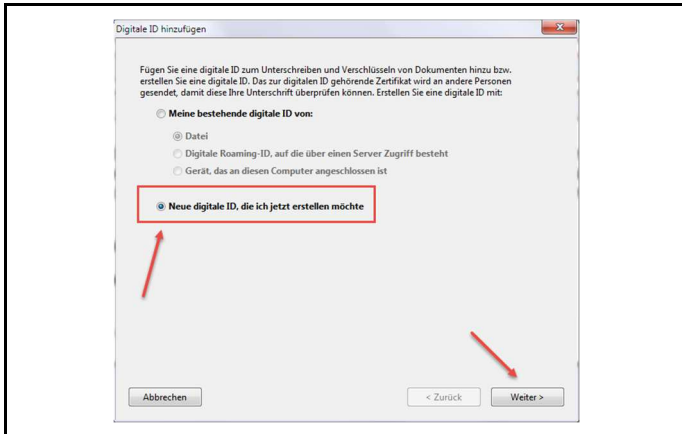 Digitale ID hinzufügen
Fügen Sie eine digitale ID zum Unterschreiben und Verschlüsseln von Dokumenten hinzu bzw.
erstellen Sie eine digitale ID. Das zur digitalen ID gehörende Zertifikat wird an andere Personen
gesendet, damit diese Ihre Unterschrift überprüfen können. Erstellen Sie eine digitale ID mit:
Meine bestehende digitale ID von:
Datei
Digitale Roaming-ID, auf die über einen Server Zugriff besteht
Gerät, das an diesen Computer angeschlossen ist
Neue digitale ID, die ich jetzt erstellen möchte
Abbrechen
< Zurück
Weiter >